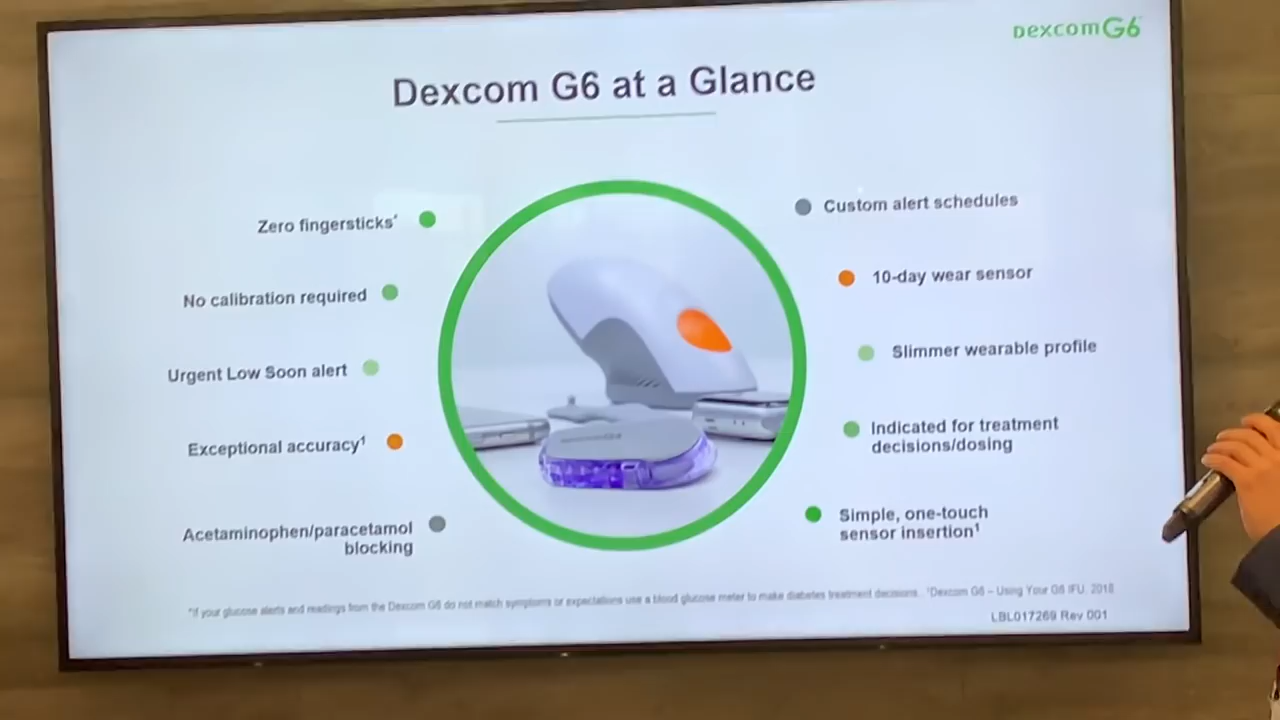 Dexcom G6
Dexcom G6 at a Glance
Zero fingersticks*
No calibration required
Urgent Low Soon alert
Exceptional accuracy¹
Acetaminophen/paracetamol
blocking
Custom alert schedules
10-day wear sensor
Slimmer wearable profile
Indicated for treatment
decisions/dosing
Simple, one-touch
sensor insertion¹
*If your glucose alerts and readings from the Dexcom G6 do not match symptoms or expectations use a blood glucose meter to make diabetes treatment decisions. ¹Dexcom G6 – Using Your G6 IFU, 2018
LBL017269 Rev 001